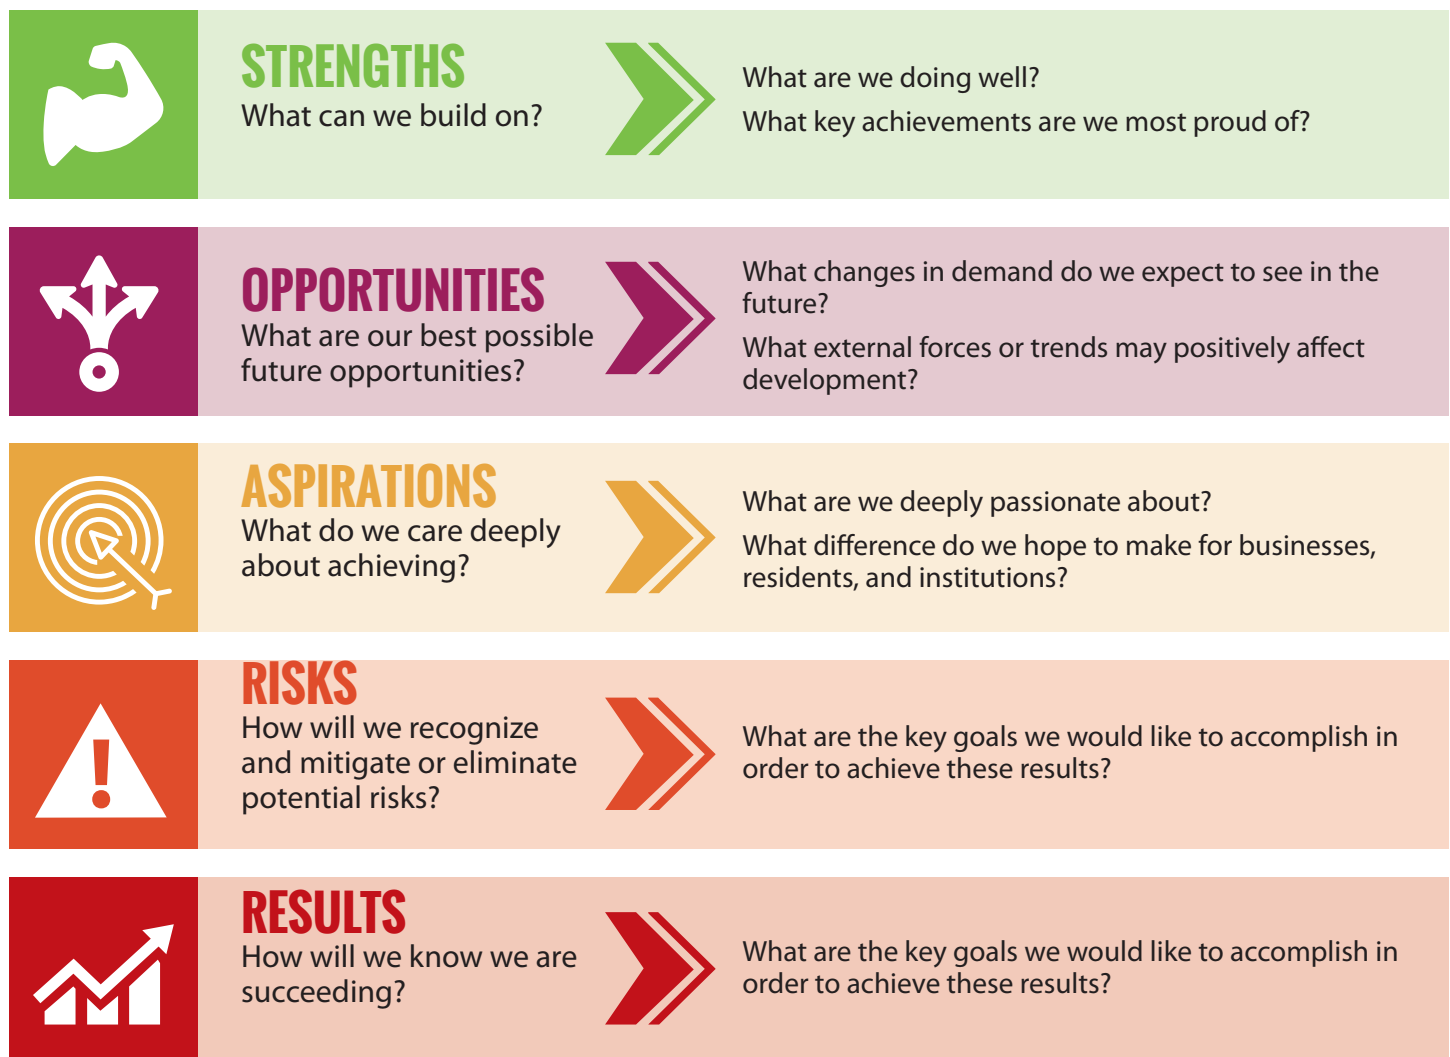 STRENGTHS
What can we build on?
What are we doing well?
What key achievements are we most proud of?
OPPORTUNITIES
What are our best possible
future opportunities?
What changes in demand do we expect to see in the
future?
What external forces or trends may positively affect
development?
ASPIRATIONS
What do we care deeply
about achieving?
What are we deeply passionate about?
What difference do we hope to make for businesses,
residents, and institutions?
RISKS
How will we recognize
and mitigate or eliminate
potential risks?
What are the key goals we would like to accomplish in
order to achieve these results?
RESULTS
How will we know we are
succeeding?
What are the key goals we would like to accomplish in
order to achieve these results?